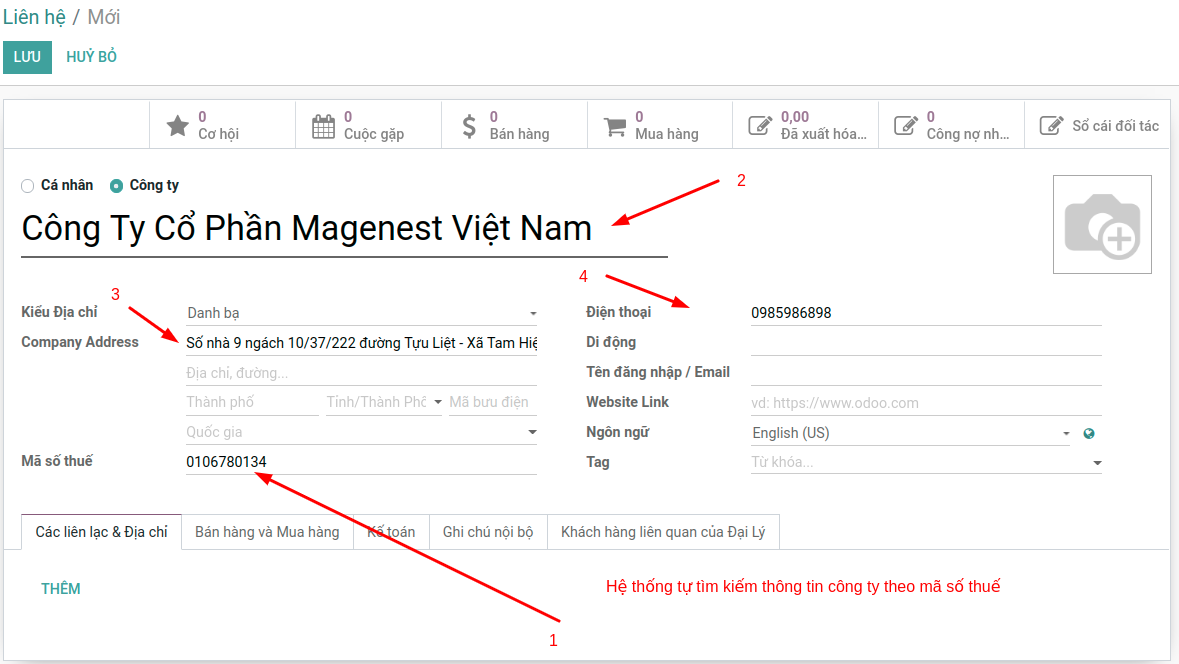 Liên hệ / Mới
LƯU HUỶ BỎ
0 Cơ hội
0 Cuộc gặp
0 Bán hàng
0 Mua hàng
0,00 Đã xuất hóa...
0 Công nợ nh...
Sổ cái đối tác
Cá nhân Công ty
2
Công Ty Cổ Phần Magenest Việt Nam
4
3
Kiểu Địa chỉ Danh bạ
Company Address Số nhà 9 ngách 10/37/222 đường Tựu Liệt - Xã Tam Hiệ
Địa chỉ, đường...
Thành phố Tỉnh/Thành Phố Mã bưu điện
Quốc gia
Mã số thuế 0106780134
Điện thoại 0985986898
Di động
Tên đăng nhập / Email
Website Link vd: https://www.odoo.com
Ngôn ngữ English (US)
Tag Từ khóa...
Các liên lạc & Địa chỉ Bán hàng và Mua hàng Kế toán Ghi chú nội bộ Khách hàng liên quan của Đại Lý
THÊM
Hệ thống tự tìm kiếm thông tin công ty theo mã số thuế
1